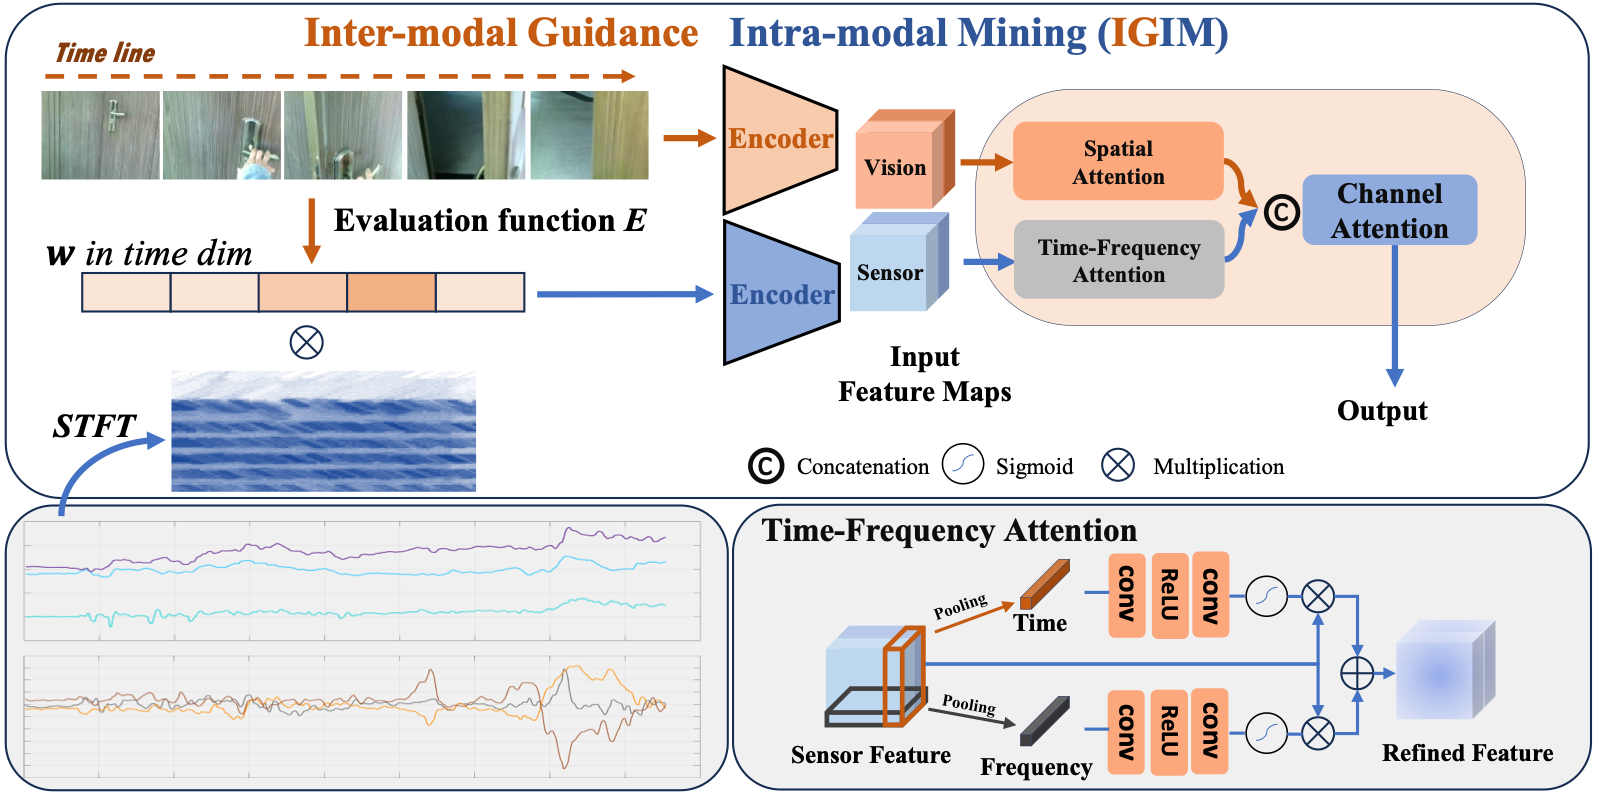 Inter-modal Guidance Intra-modal Mining (IGIM)
Time line
Evaluation function E
w in time dim
STFT
Encoder
Encoder
Vision
Sensor
Input
Feature Maps
Spatial
Attention
Time-Frequency
Attention
C
Channel
Attention
Output
C Concatenation
Sigmoid
Multiplication
Time-Frequency Attention
Sensor Feature
Pooling
Time
conv
ReLU
conv
Pooling
Frequency
conv
ReLU
conv
Refined Feature